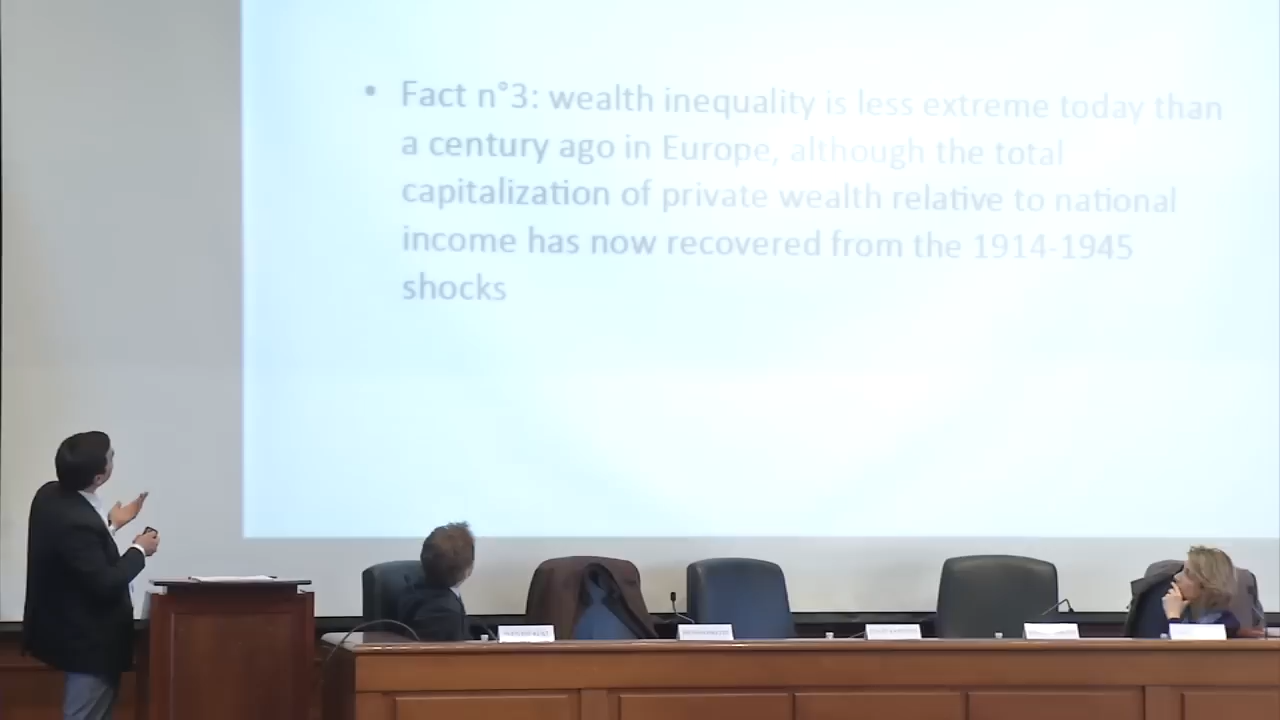 • Fact n°3: wealth inequality is less extreme today than
a century ago in Europe, although the total
capitalization of private wealth relative to national
income has now recovered from the 1914-1945
shocks